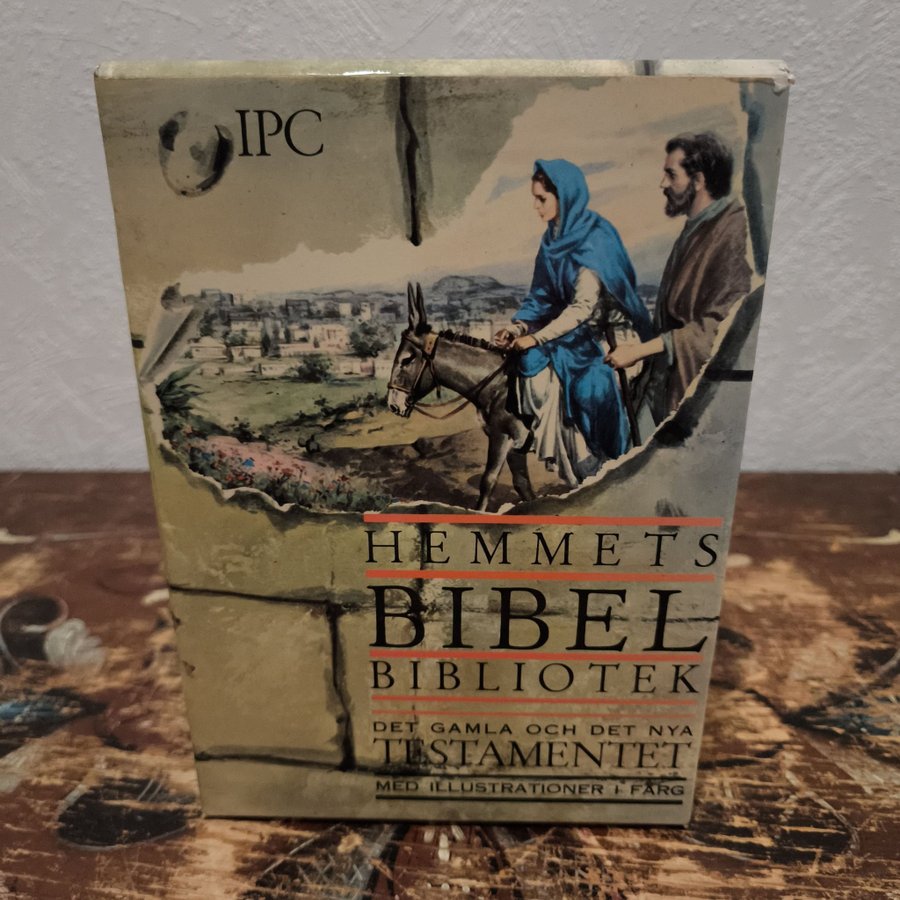 IPC
HEMMETS
BIBEL
BIBLIOTEK
DET GAMLA OCH DET NYA
TESTAMENTET
MED ILLUSTRATIONER I FÄRG